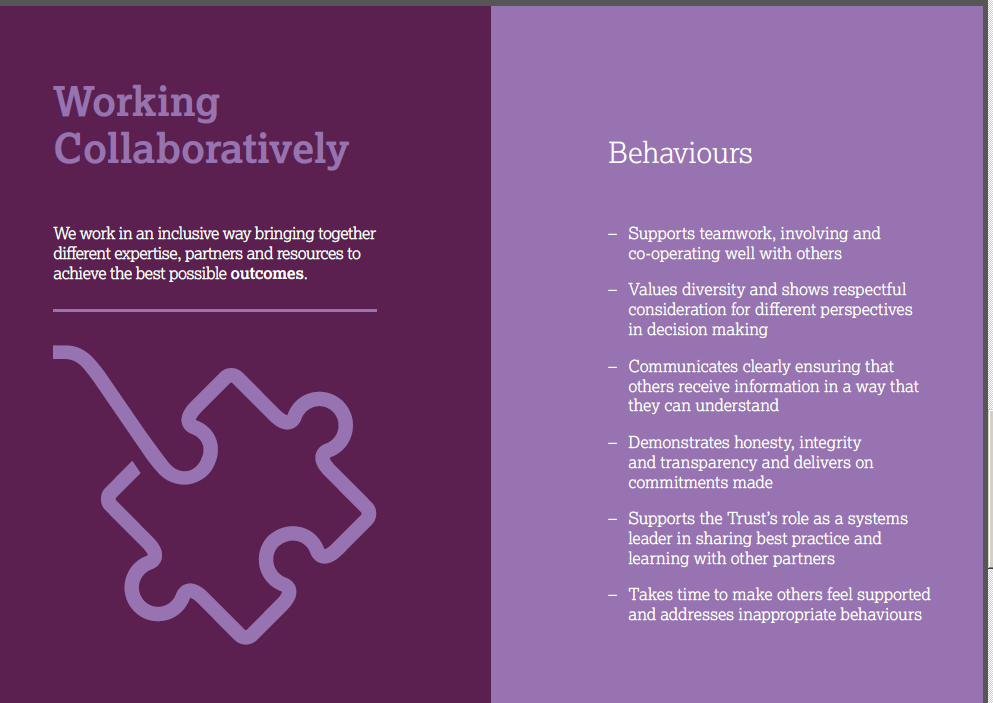 Working
Collaboratively
We work in an inclusive way bringing together
different expertise, partners and resources to
achieve the best possible outcomes.
Behaviours
– Supports teamwork, involving and
co-operating well with others
– Values diversity and shows respectful
consideration for different perspectives
in decision making
– Communicates clearly ensuring that
others receive information in a way that
they can understand
– Demonstrates honesty, integrity
and transparency and delivers on
commitments made
– Supports the Trust’s role as a systems
leader in sharing best practice and
learning with other partners
– Takes time to make others feel supported
and addresses inappropriate behaviours